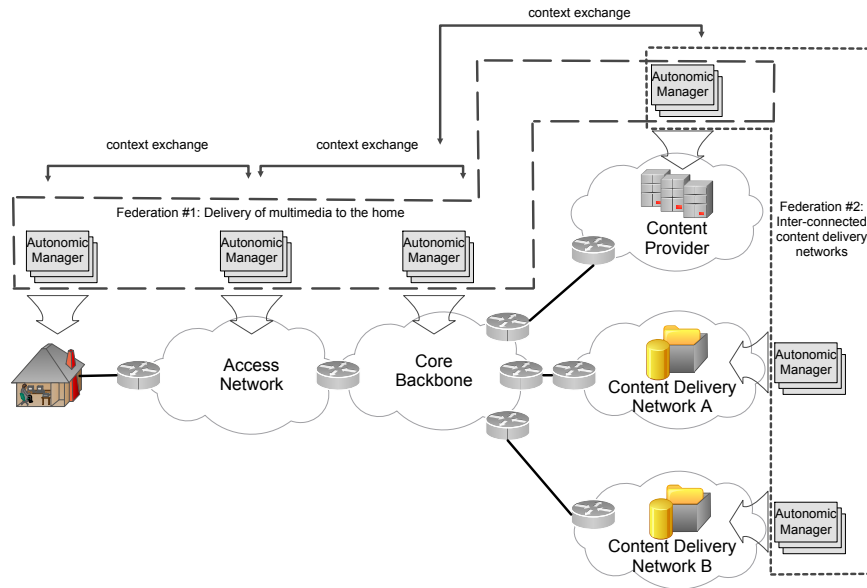 context exchange
Autonomic
Manager
context exchange
context exchange
Federation #1: Delivery of multimedia to the home
Federation #2:
Inter-connected
content delivery
networks
Content
Provider
Autonomic
Manager
Autonomic
Manager
Autonomic
Manager
Access
Network
Core
Backbone
Content Delivery
Network A
Autonomic
Manager
Content Delivery
Network B
Autonomic
Manager